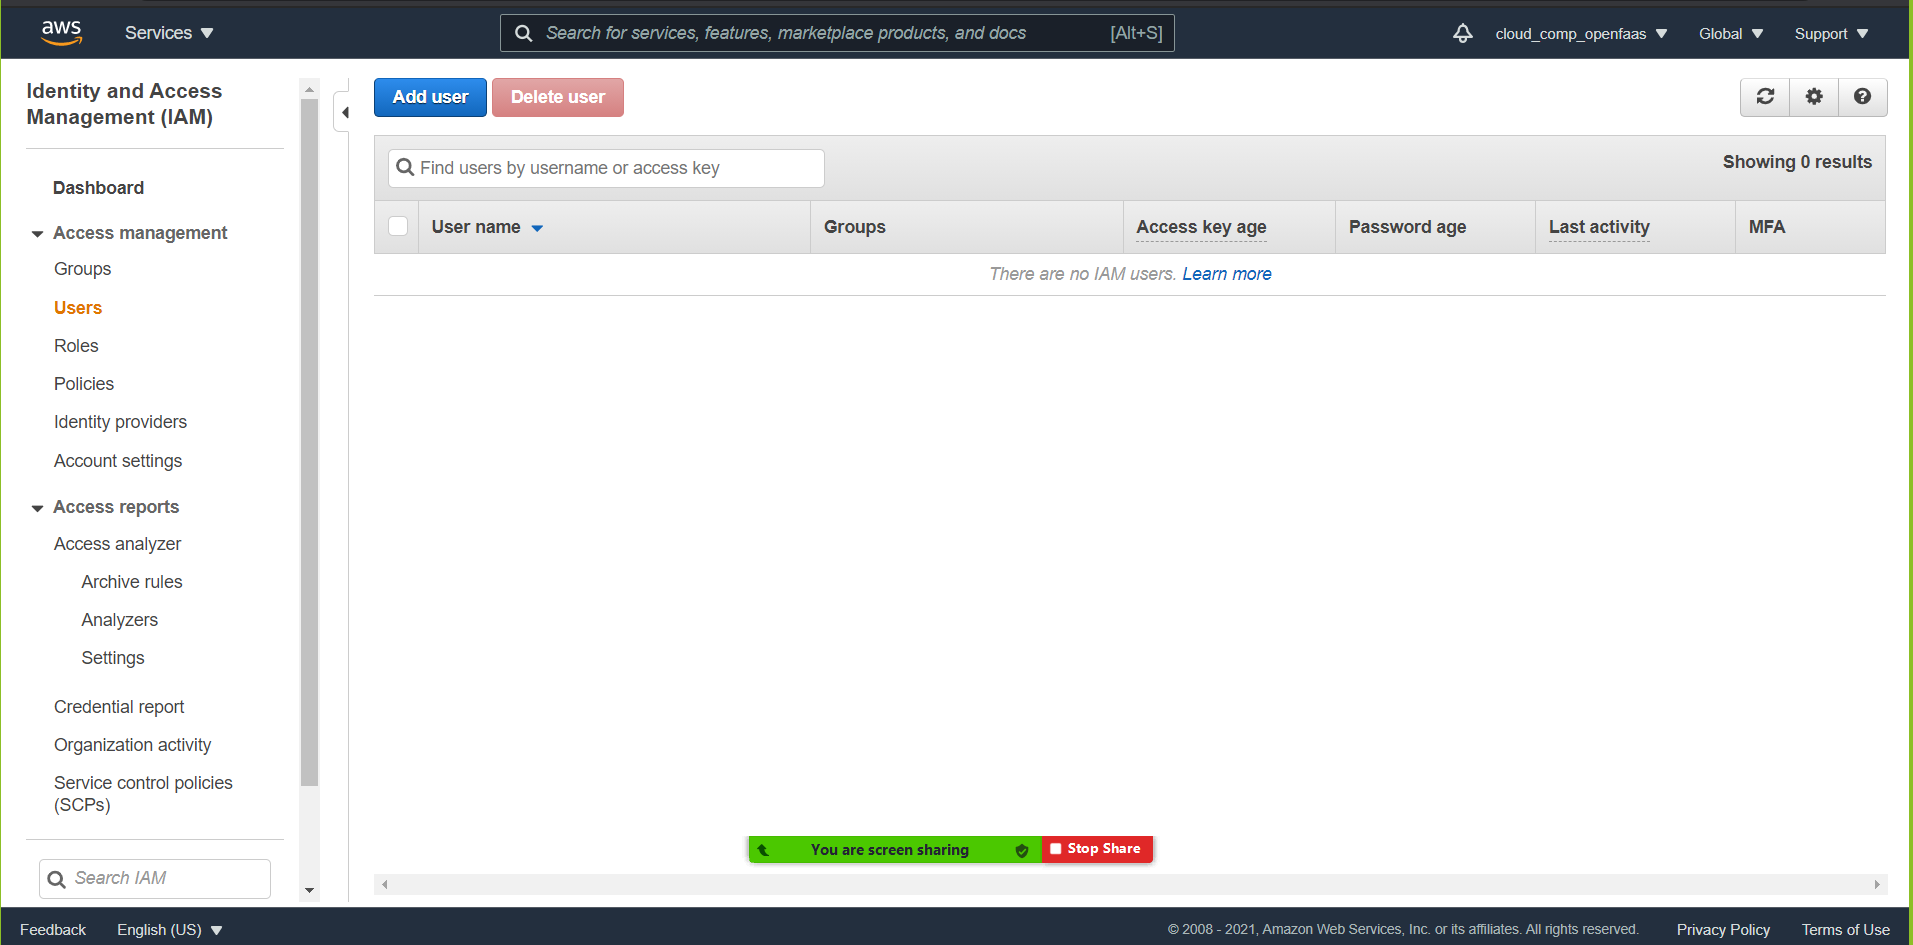 aws
Services
Search for services, features, marketplace products, and docs [Alt+S]
cloud_comp_openfaas
Global
Support
Identity and Access
Management (IAM)
Dashboard
Access management
Groups
Users
Roles
Policies
Identity providers
Account settings
Access reports
Access analyzer
Archive rules
Analyzers
Settings
Credential report
Organization activity
Service control policies
(SCPs)
Search IAM
Add user
Delete user
Find users by username or access key
Showing 0 results
User name Groups Access key age Password age Last activity MFA
There are no IAM users. Learn more
You are screen sharing
Stop Share
Feedback
English (US)
© 2008 - 2021, Amazon Web Services, Inc. or its affiliates. All rights reserved.
Privacy Policy
Terms of Use